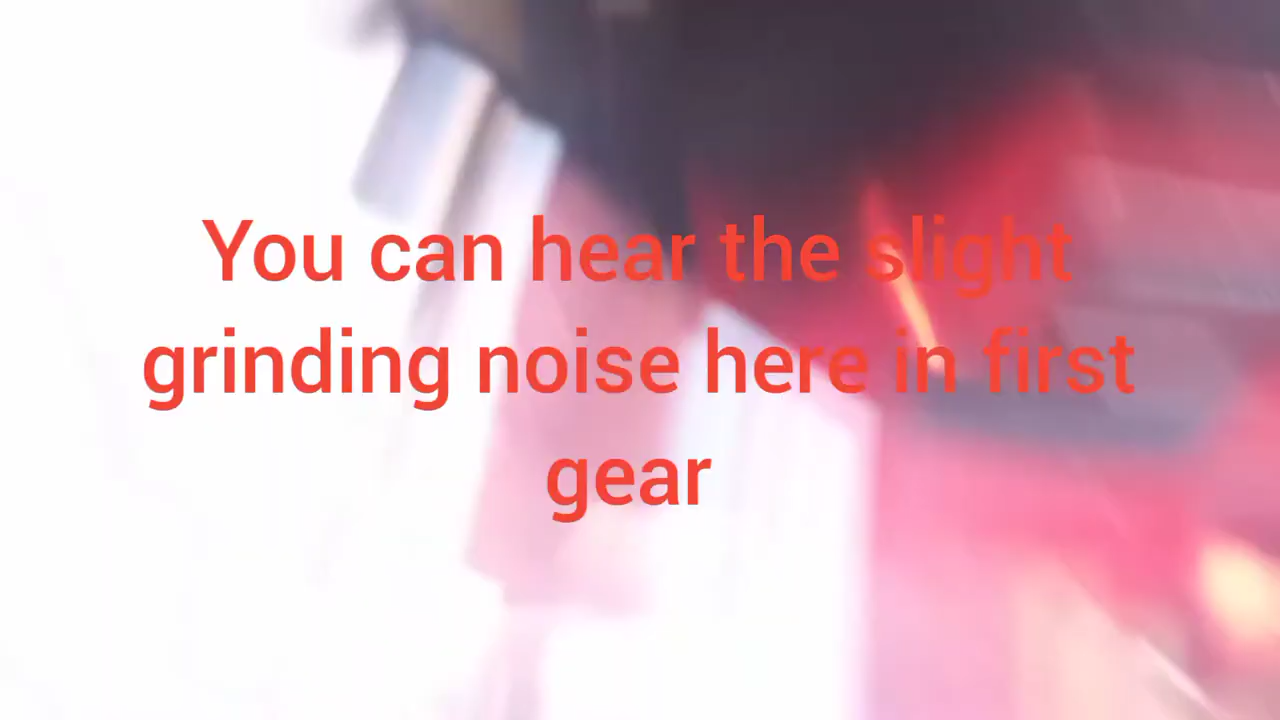 You can hear the slight
grinding noise here in first
gear